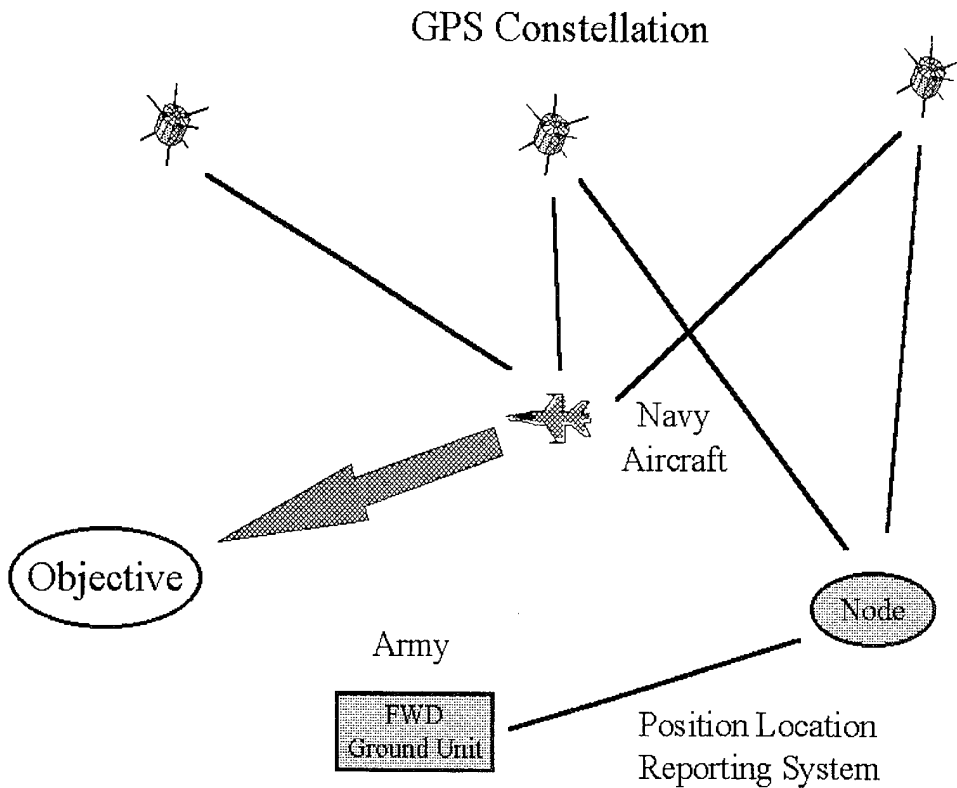 GPS Constellation
Navy
Aircraft
Objective
Node
Army
FWD
Ground Unit
Position Location
Reporting System